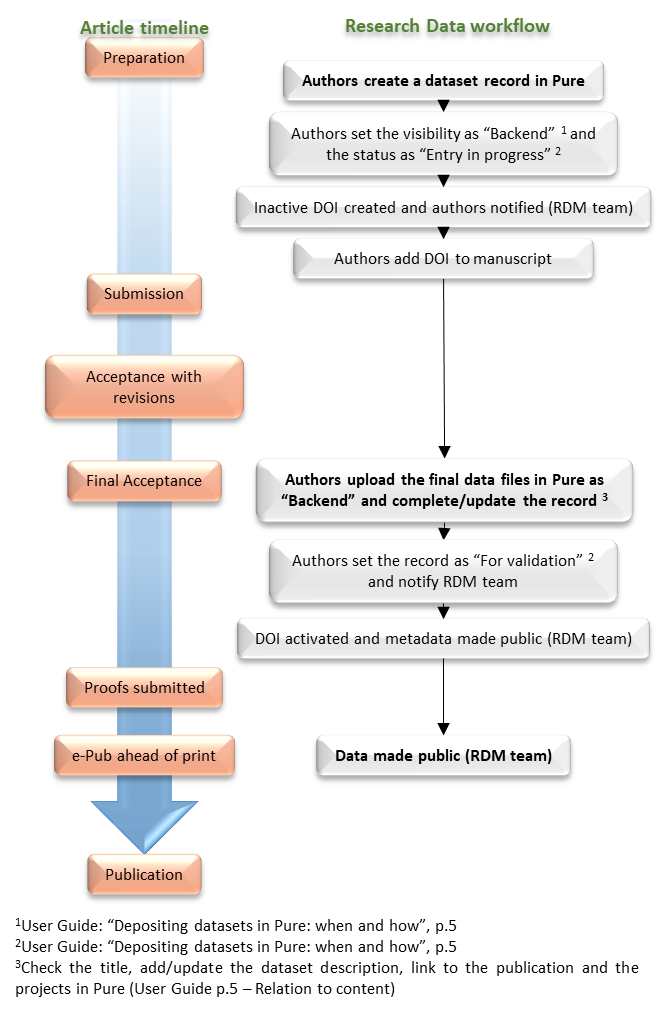 Article timeline
Research Data workflow
Preparation
Authors create a dataset record in Pure
Authors set the visibility as “Backend” ¹ and
the status as “Entry in progress” ²
Inactive DOI created and authors notified (RDM team)
Authors add DOI to manuscript
Submission
Acceptance with
revisions
Final Acceptance
Authors upload the final data files in Pure as
“Backend” and complete/update the record ³
Authors set the record as “For validation” ²
and notify RDM team
DOI activated and metadata made public (RDM team)
Proofs submitted
e-Pub ahead of print
Data made public (RDM team)
Publication
¹User Guide: “Depositing datasets in Pure: when and how”, p.5
²User Guide: “Depositing datasets in Pure: when and how”, p.5
³Check the title, add/update the dataset description, link to the publication and the
projects in Pure (User Guide p.5 – Relation to content)